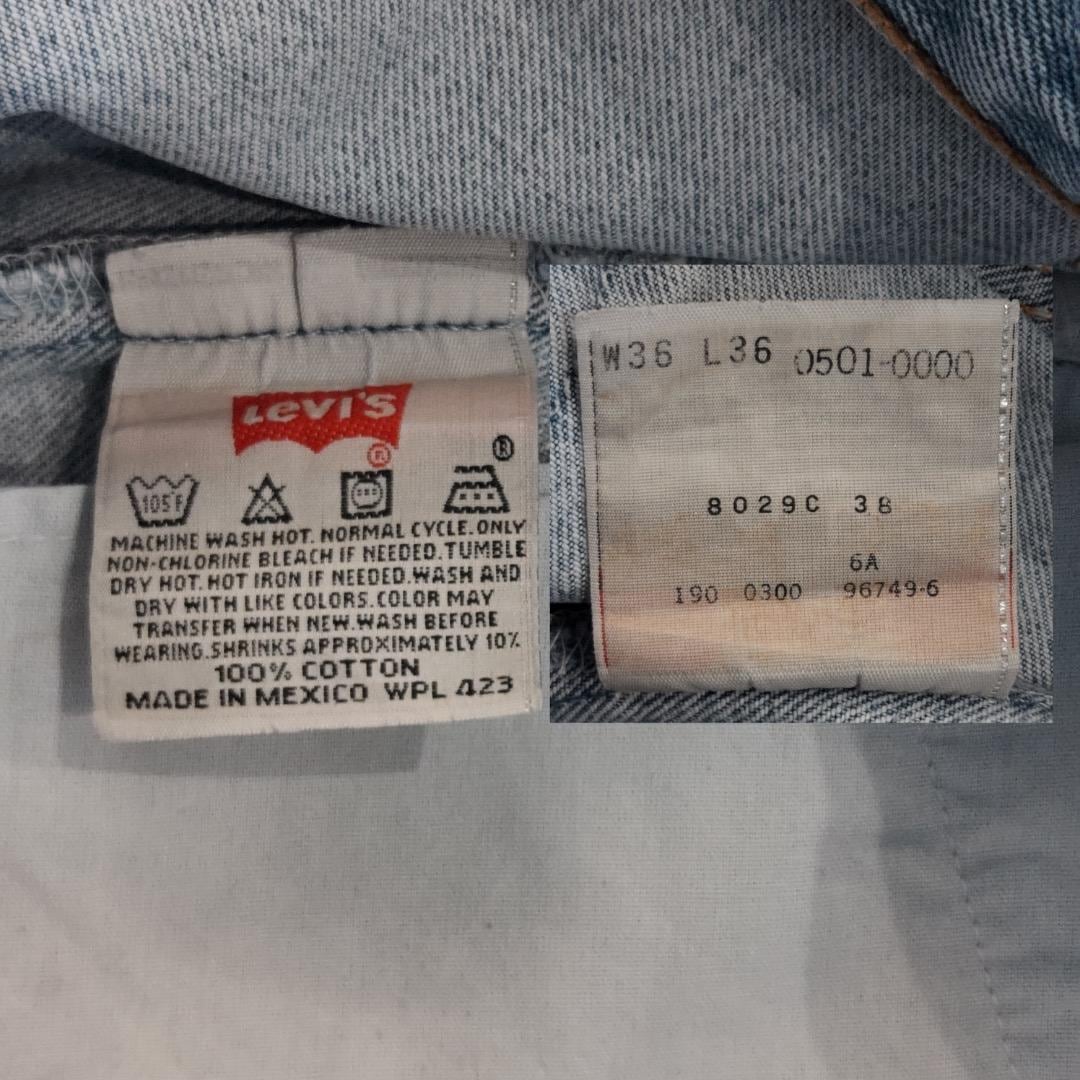 Levi's
®
®
105°F
MACHINE WASH HOT. NORMAL CYCLE. ONLY
NON-CHLORINE BLEACH IF NEEDED. TUMBLE
DRY HOT. HOT IRON IF NEEDED. WASH AND
DRY WITH LIKE COLORS. COLOR MAY
TRANSFER WHEN NEW. WASH BEFORE
WEARING. SHRINKS APPROXIMATELY 10%
100% COTTON
MADE IN MEXICO WPL 423
W36 L36 0501-0000
8029C 38
6A
190 0300 96749-6